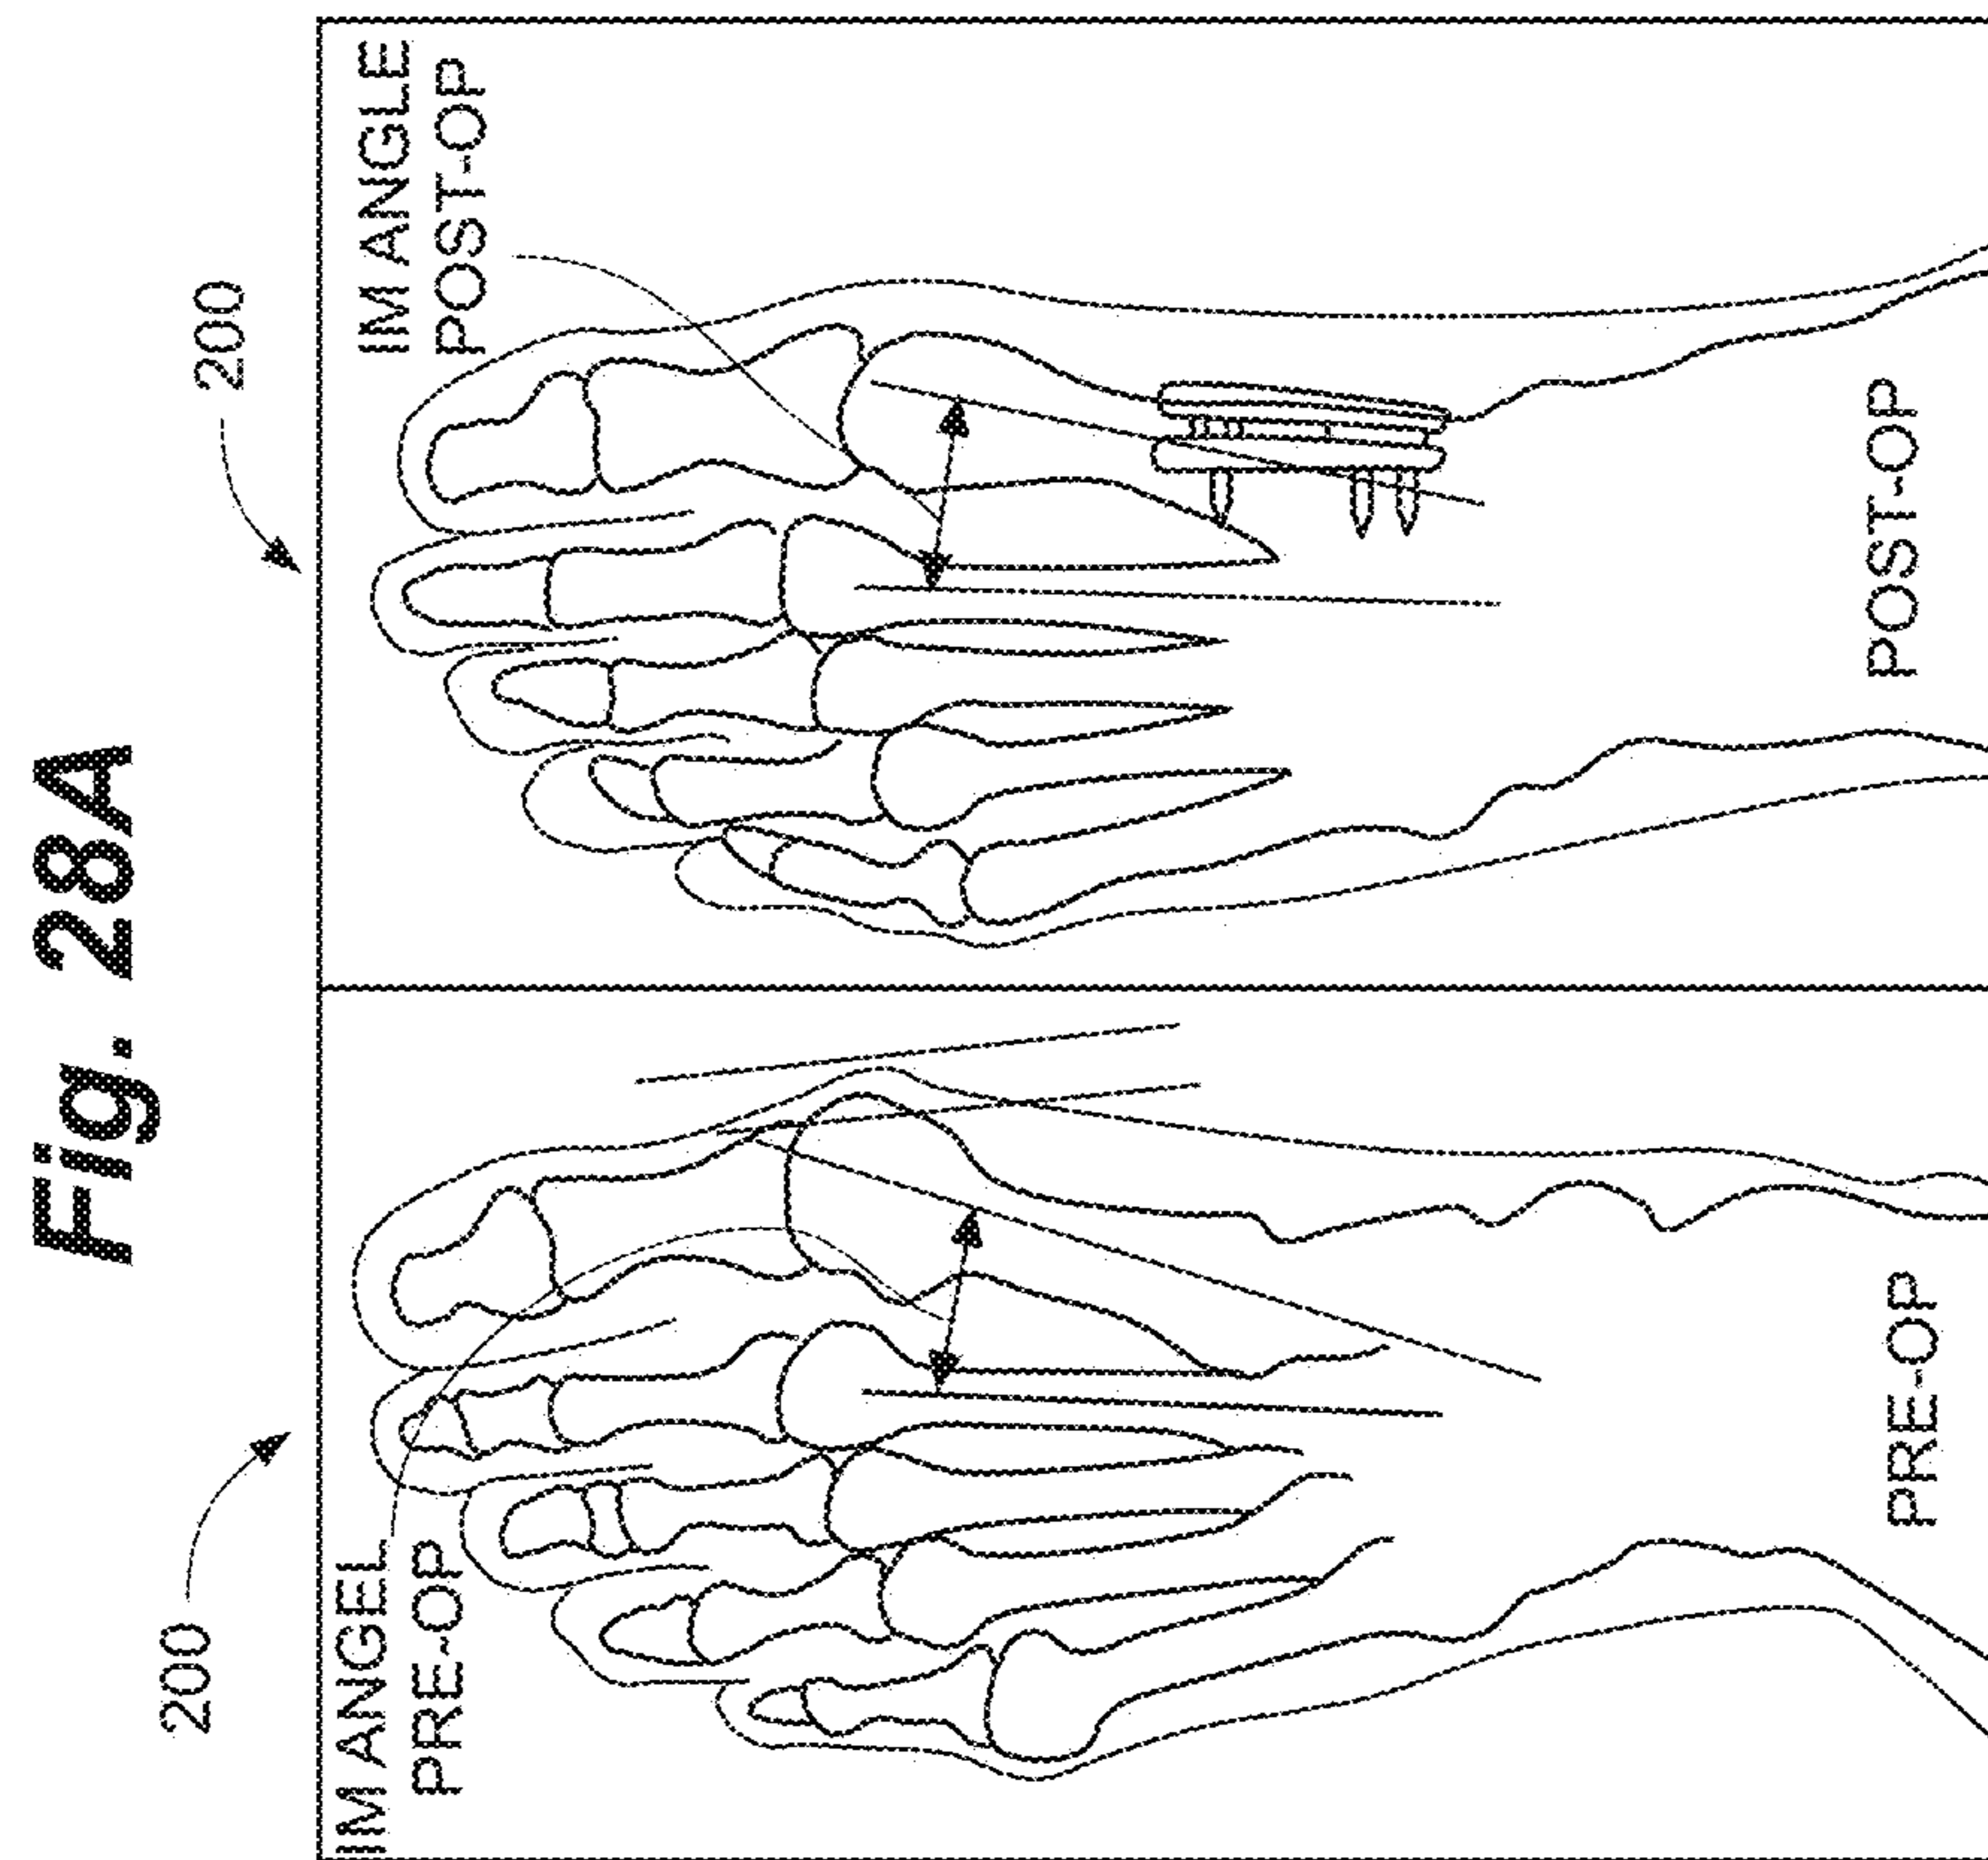 Fig. 28A
200
200
IM ANGEL
PRE-OP
IM ANGLE
POST-OP
PRE-OP
POST-OP